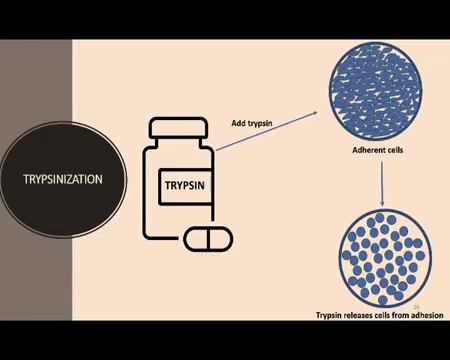 TRYPSINIZATION
TRYPSIN
Add trypsin
Adherent cells
Trypsin releases cells from adhesion